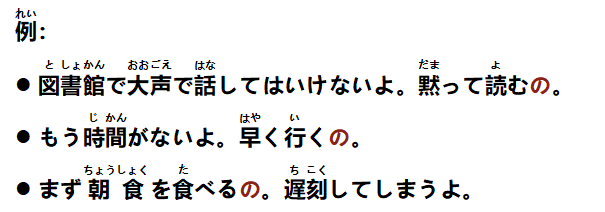 例:
● 図書館で大声で話してはいけないよ。黙って読むの。
● もう時間がないよ。早く行くの。
● まず朝食を食べるの。遅刻してしまうよ。